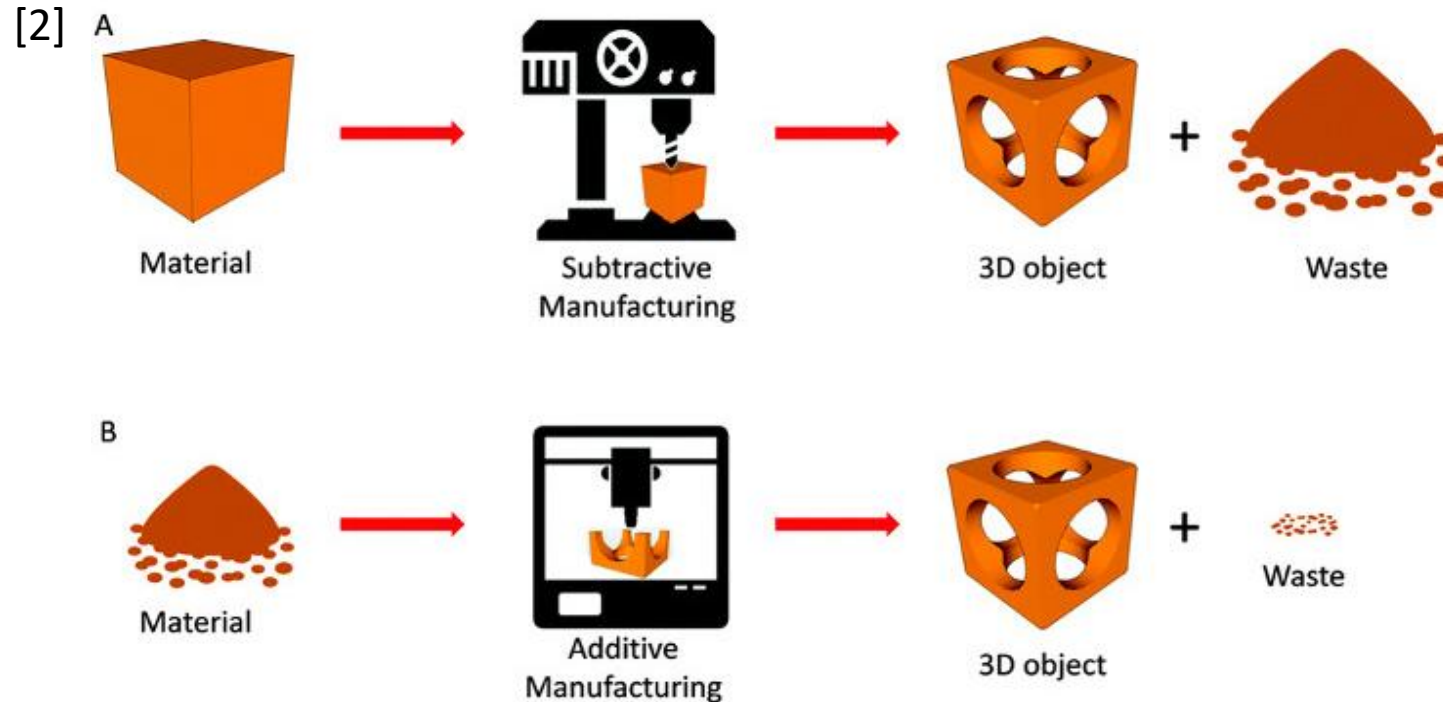 [2]
A
Material
Subtractive
Manufacturing
3D object
+
Waste
B
Material
Additive
Manufacturing
3D object
+
Waste